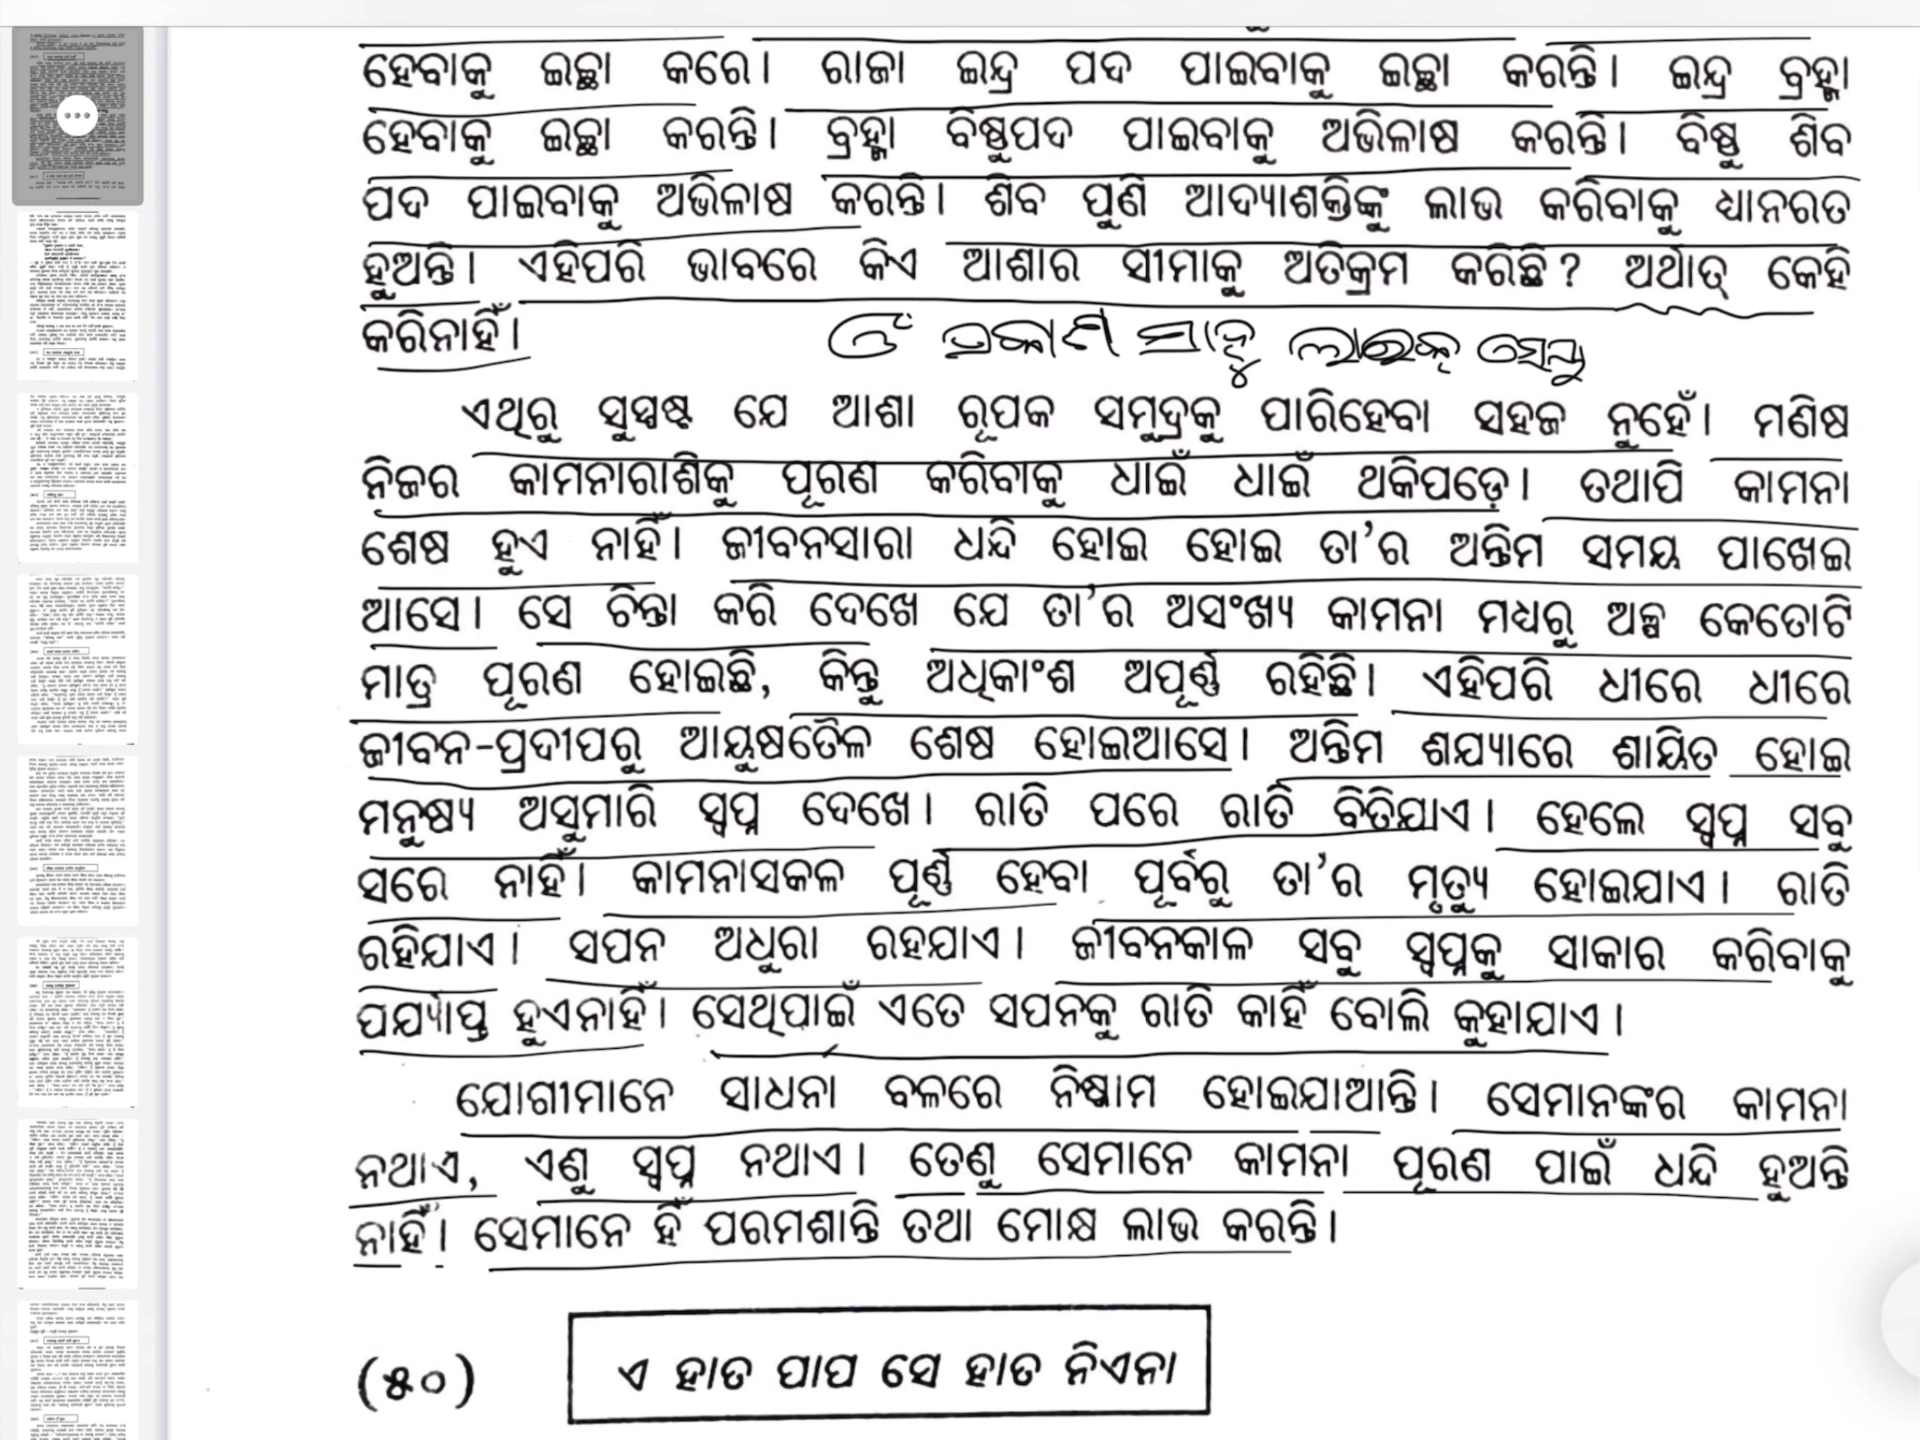 ହେବାକୁ ଇଚ୍ଛା କରେ। ରାଜା ଇନ୍ଦ୍ର ପଦ ପାଇବାକୁ ଇଚ୍ଛା କରନ୍ତି। ଇନ୍ଦ୍ର ବ୍ରହ୍ମା
ହେବାକୁ ଇଚ୍ଛା କରନ୍ତି। ବ୍ରହ୍ମା ବିଷ୍ଣୁପଦ ପାଇବାକୁ ଅଭିଳାଷ କରନ୍ତି। ବିଷ୍ଣୁ ଶିବ
ପଦ ପାଇବାକୁ ଅଭିଳାଷ କରନ୍ତି। ଶିବ ପୁଣି ଆଦ୍ୟାଶକ୍ତିଙ୍କୁ ଲାଭ କରିବାକୁ ଧ୍ୟାନରତ
ହୁଅନ୍ତି। ଏହିପରି ଭାବରେ କିଏ ଆଶାର ସୀମାକୁ ଅତିକ୍ରମ କରିଛି? ଅର୍ଥାତ୍ କେହି
କରିନାହିଁ।
ଏଥିରୁ ସୁସ୍ପଷ୍ଟ ଯେ ଆଶା ରୂପକ ସମୁଦ୍ରକୁ ପାରିହେବା ସହଜ ନୁହେଁ। ମଣିଷ
ନିଜର କାମନାରାଶିକୁ ପୂରଣ କରିବାକୁ ଧାଇଁ ଧାଇଁ ଥକିପଡ଼େ। ତଥାପି କାମନା
ଶେଷ ହୁଏ ନାହିଁ। ଜୀବନସାରା ଧନ୍ଦି ହୋଇ ହୋଇ ତା'ର ଅନ୍ତିମ ସମୟ ପାଖେଇ
ଆସେ। ସେ ଚିନ୍ତା କରି ଦେଖେ ଯେ ତା'ର ଅସଂଖ୍ୟ କାମନା ମଧ୍ୟରୁ ଅଳ୍ପ କେତୋଟି
ମାତ୍ର ପୂରଣ ହୋଇଛି, କିନ୍ତୁ ଅଧିକାଂଶ ଅପୂର୍ଣ୍ଣ ରହିଛି। ଏହିପରି ଧୀରେ ଧୀରେ
ଜୀବନ-ପ୍ରଦୀପରୁ ଆୟୁଷତୈଳ ଶେଷ ହୋଇଆସେ। ଅନ୍ତିମ ଶଯ୍ୟାରେ ଶାୟିତ ହୋଇ
ମନୁଷ୍ୟ ଅସୁମାରି ସ୍ୱପ୍ନ ଦେଖେ। ରାତି ପରେ ରାତି ବିତିଯାଏ। ହେଲେ ସ୍ୱପ୍ନ ସବୁ
ସରେ ନାହିଁ। କାମନାସକଳ ପୂର୍ଣ୍ଣ ହେବା ପୂର୍ବରୁ ତା'ର ମୃତ୍ୟୁ ହୋଇଯାଏ। ରାତି
ରହିଯାଏ। ସପନ ଅଧୁରା ରହଯାଏ। ଜୀବନକାଳ ସବୁ ସ୍ୱପ୍ନକୁ ସାକାର କରିବାକୁ
ପର୍ଯ୍ୟାପ୍ତ ହୁଏନାହିଁ। ସେଥିପାଇଁ ଏତେ ସପନକୁ ରାତି କାହିଁ ବୋଲି କୁହାଯାଏ।
ଯୋଗୀମାନେ ସାଧନା ବଳରେ ନିଷ୍କାମ ହୋଇଯାଆନ୍ତି। ସେମାନଙ୍କର କାମନା
ନଥାଏ, ଏଣୁ ସ୍ୱପ୍ନ ନଥାଏ। ତେଣୁ ସେମାନେ କାମନା ପୂରଣ ପାଇଁ ଧନ୍ଦି ହୁଅନ୍ତି
ନାହିଁ। ସେମାନେ ହିଁ ପରମଶାନ୍ତି ତଥା ମୋକ୍ଷ ଲାଭ କରନ୍ତି।
(୫୦) ଏ ହାତ ପାପ ସେ ହାତ ନିଏନା